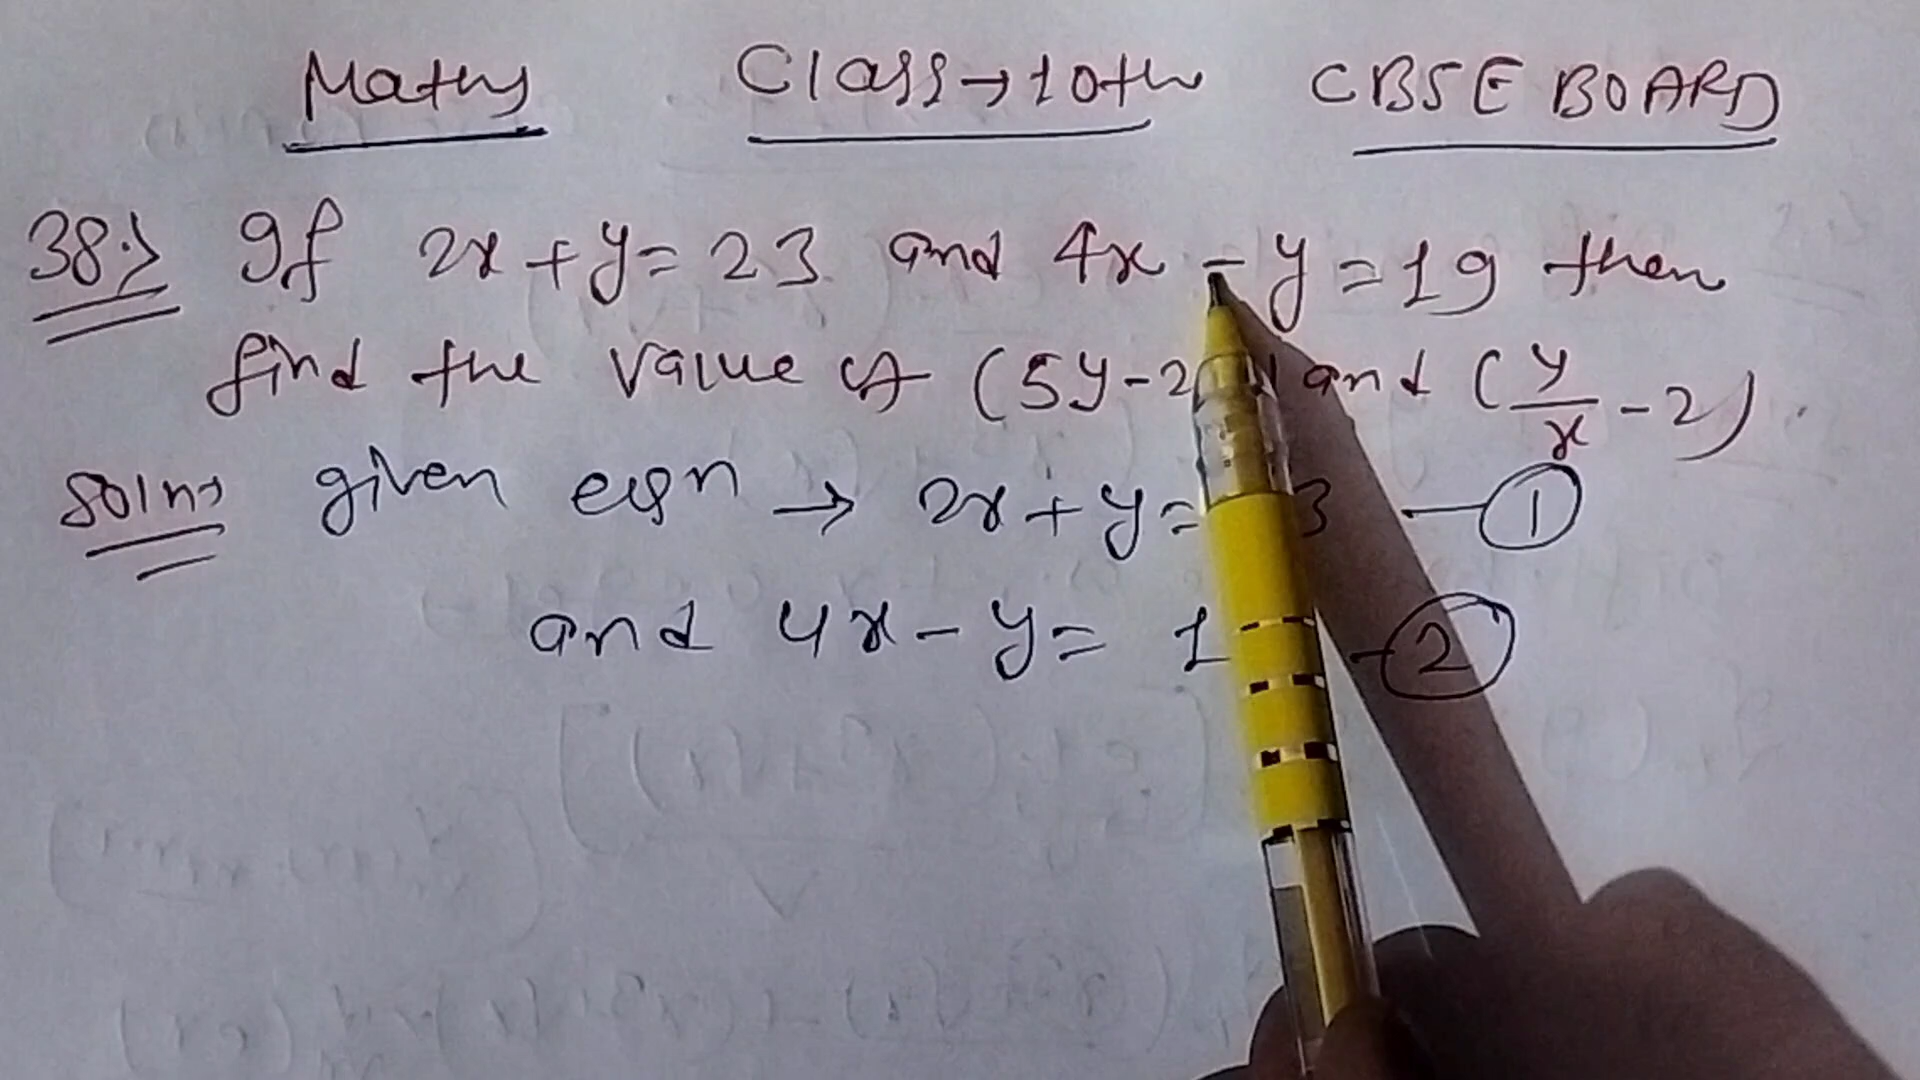 Maths Class→10th CBSE BOARD
38:> If 2x+y=23 and 4x-y=19 then
find the value of (5y-2 and (y/x -2).
Soln> given eqn → 2x+y= 3 —①
and 4x-y= 1 -②